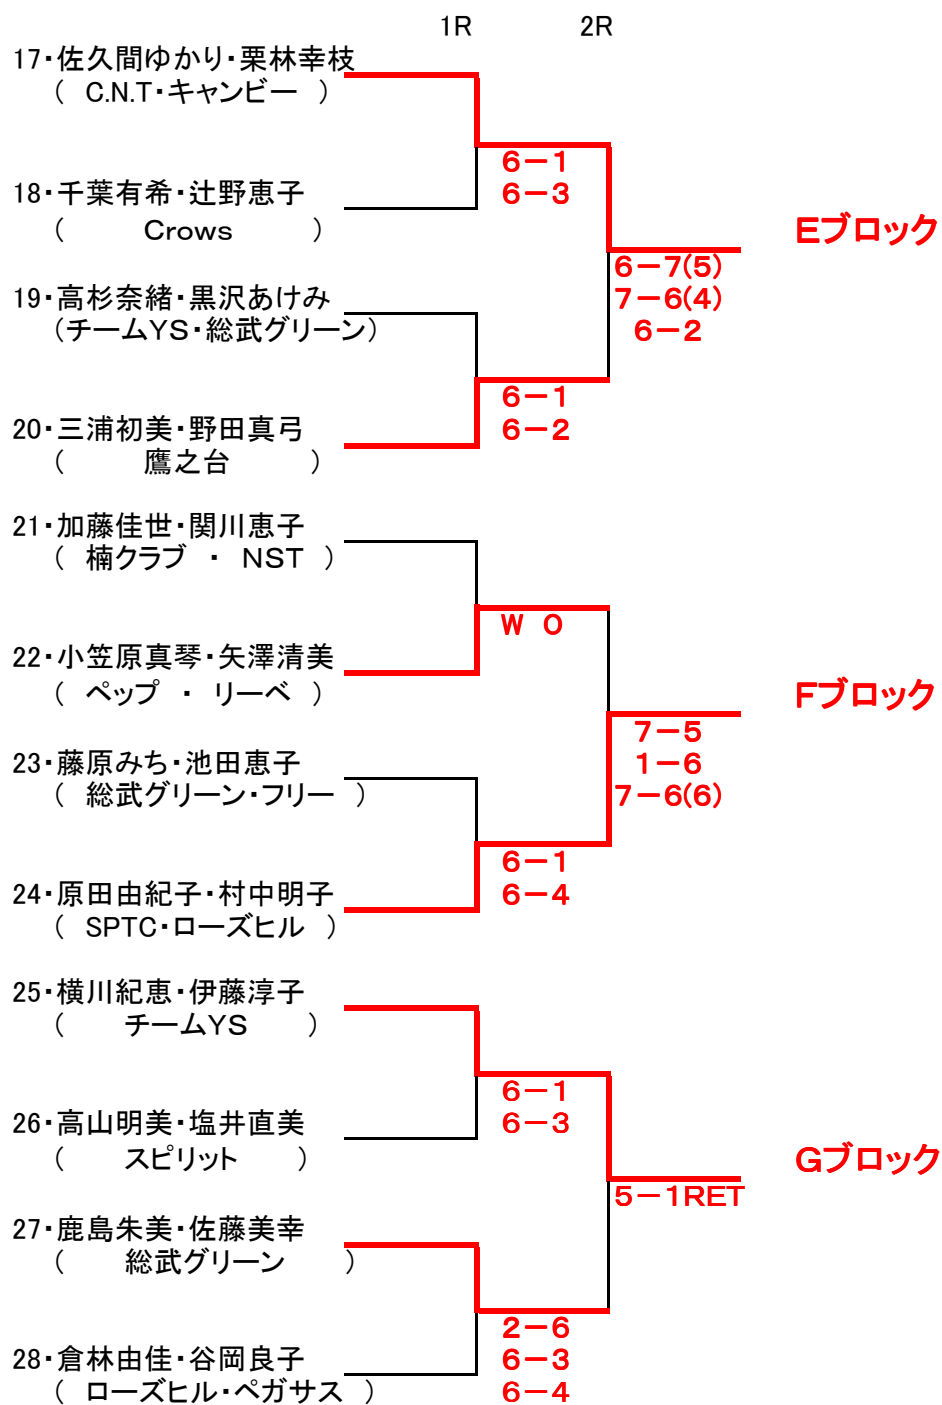 1R 2R
17・佐久間ゆかり・栗林幸枝
( C.N.T・キャンビー )
6-1
6-3
18・千葉有希・辻野恵子
( Crows )
Eブロック
6-7(5)
7-6(4)
6-2
19・高杉奈緒・黒沢あけみ
(チームYS・総武グリーン)
6-1
6-2
20・三浦初美・野田真弓
( 鷹之台 )
21・加藤佳世・関川恵子
( 楠クラブ ・ NST )
W O
22・小笠原真琴・矢澤清美
( ペップ ・ リーベ )
Fブロック
7-5
1-6
7-6(6)
23・藤原みち・池田恵子
( 総武グリーン・フリー )
6-1
6-4
24・原田由紀子・村中明子
( SPTC・ローズヒル )
25・横川紀恵・伊藤淳子
( チームYS )
6-1
6-3
26・高山明美・塩井直美
( スピリット )
Gブロック
5-1RET
27・鹿島朱美・佐藤美幸
( 総武グリーン )
2-6
6-3
6-4
28・倉林由佳・谷岡良子
( ローズヒル・ペガサス )